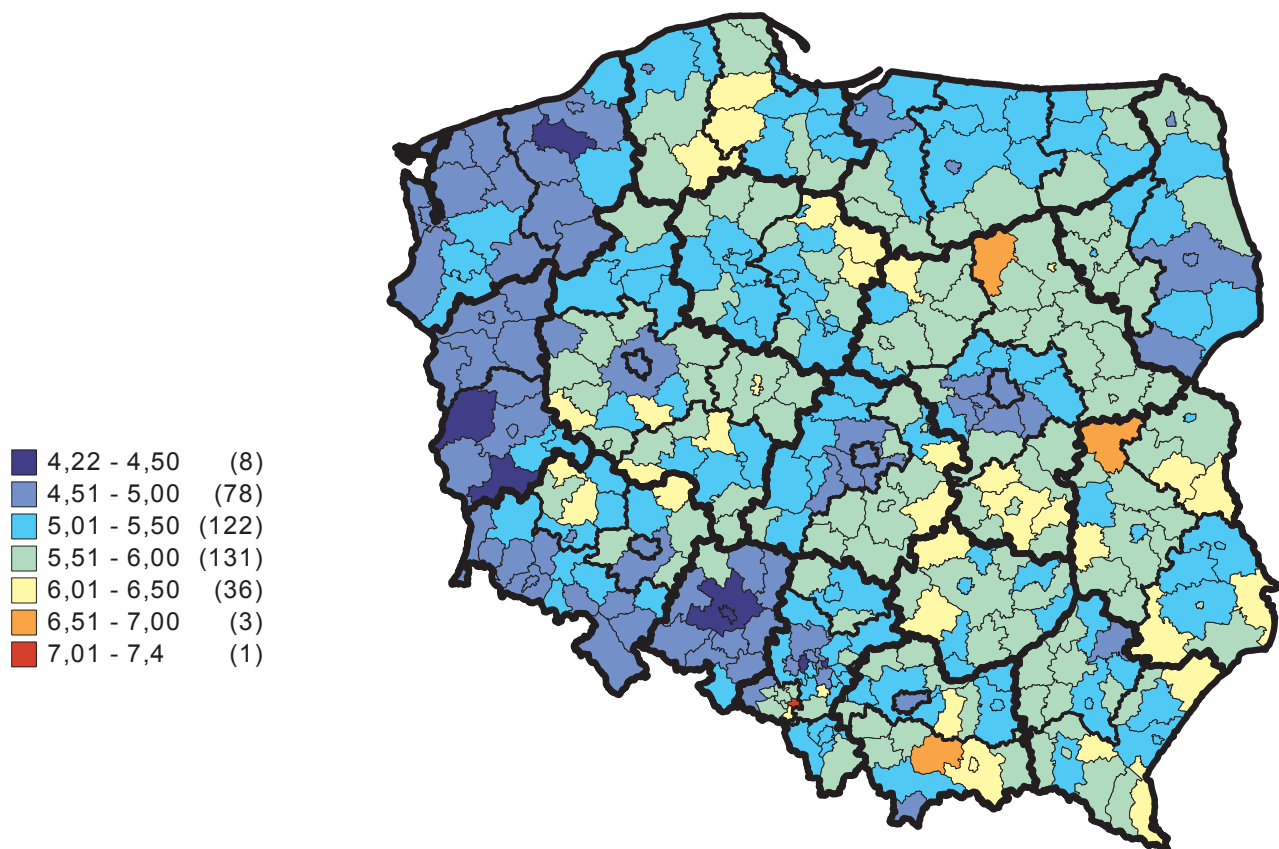 4,22 - 4,50 (8)
4,51 - 5,00 (78)
5,01 - 5,50 (122)
5,51 - 6,00 (131)
6,01 - 6,50 (36)
6,51 - 7,00 (3)
7,01 - 7,4 (1)